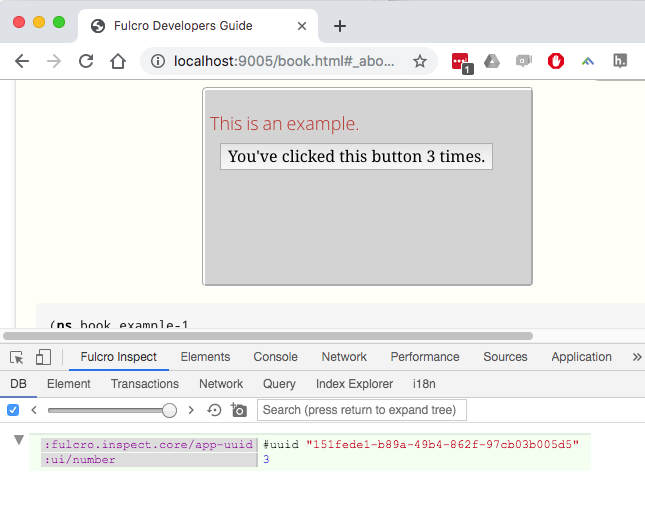 Fulcro Developers Guide
localhost:9005/book.html#_abo...
1
h.
This is an example.
You've clicked this button 3 times.
(ns book.example-1
Fulcro Inspect Elements Console Network Performance Sources Application »
DB Element Transactions Network Query Index Explorer i18n
Search (press return to expand tree)
:fulcro.inspect.core/app-uuid #uuid "151fede1-b89a-49b4-862f-97cb03b005d5"
:ui/number 3